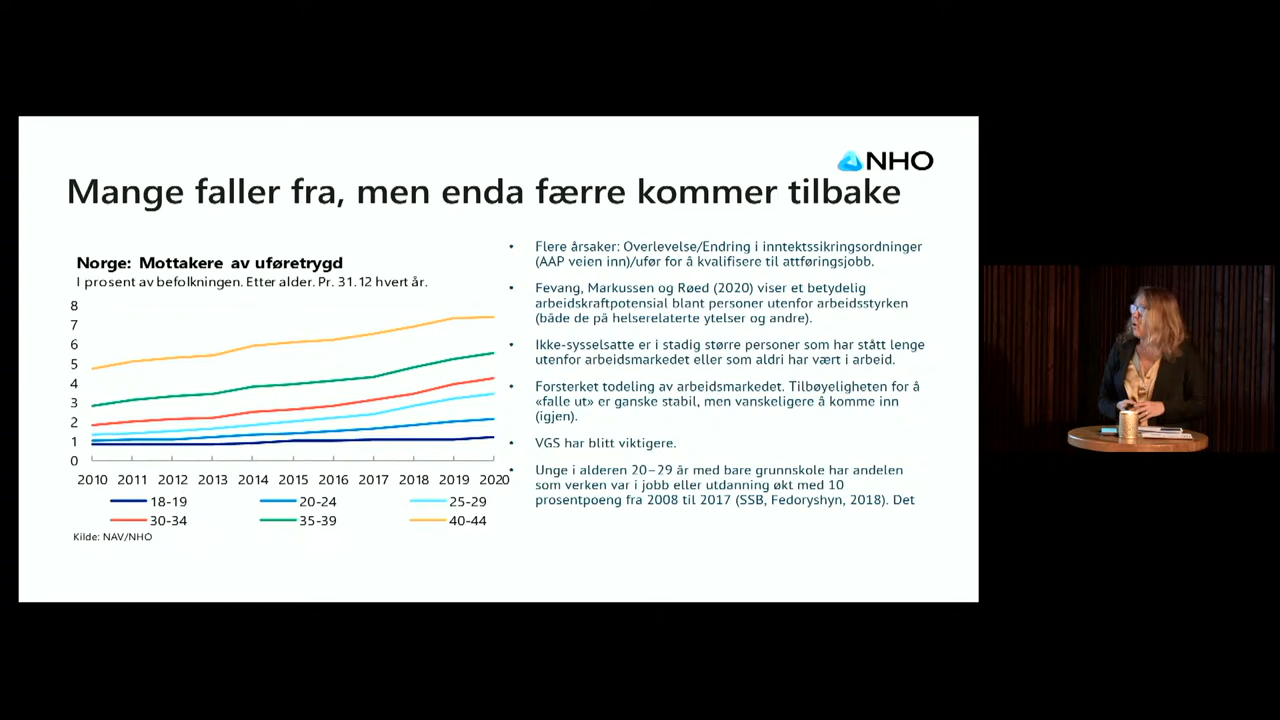 NHO
Mange faller fra, men enda færre kommer tilbake
Norge: Mottakere av uføretrygd
I prosent av befolkningen. Etter alder. Pr. 31.12 hvert år.
8
7
6
5
4
3
2
1
0
2010 2011 2012 2013 2014 2015 2016 2017 2018 2019 2020
18-19 20-24 25-29
30-34 35-39 40-44
Kilde: NAV/NHO
• Flere årsaker: Overlevelse/Endring i inntektssikringsordninger
(AAP veien inn)/ufør for å kvalifisere til attføringsjobb.
• Fevang, Markussen og Røed (2020) viser et betydelig
arbeidskraftpotensial blant personer utenfor arbeidsstyrken
(både de på helserelaterte ytelser og andre).
• Ikke-sysselsatte er i stadig større personer som har stått lenge
utenfor arbeidsmarkedet eller som aldri har vært i arbeid.
• Forsterket todeling av arbeidsmarkedet. Tilbøyeligheten for å
«falle ut» er ganske stabil, men vanskeligere å komme inn
(igjen).
• VGS har blitt viktigere.
• Unge i alderen 20–29 år med bare grunnskole har andelen
som verken var i jobb eller utdanning økt med 10
prosentpoeng fra 2008 til 2017 (SSB, Fedoryshyn, 2018). Det